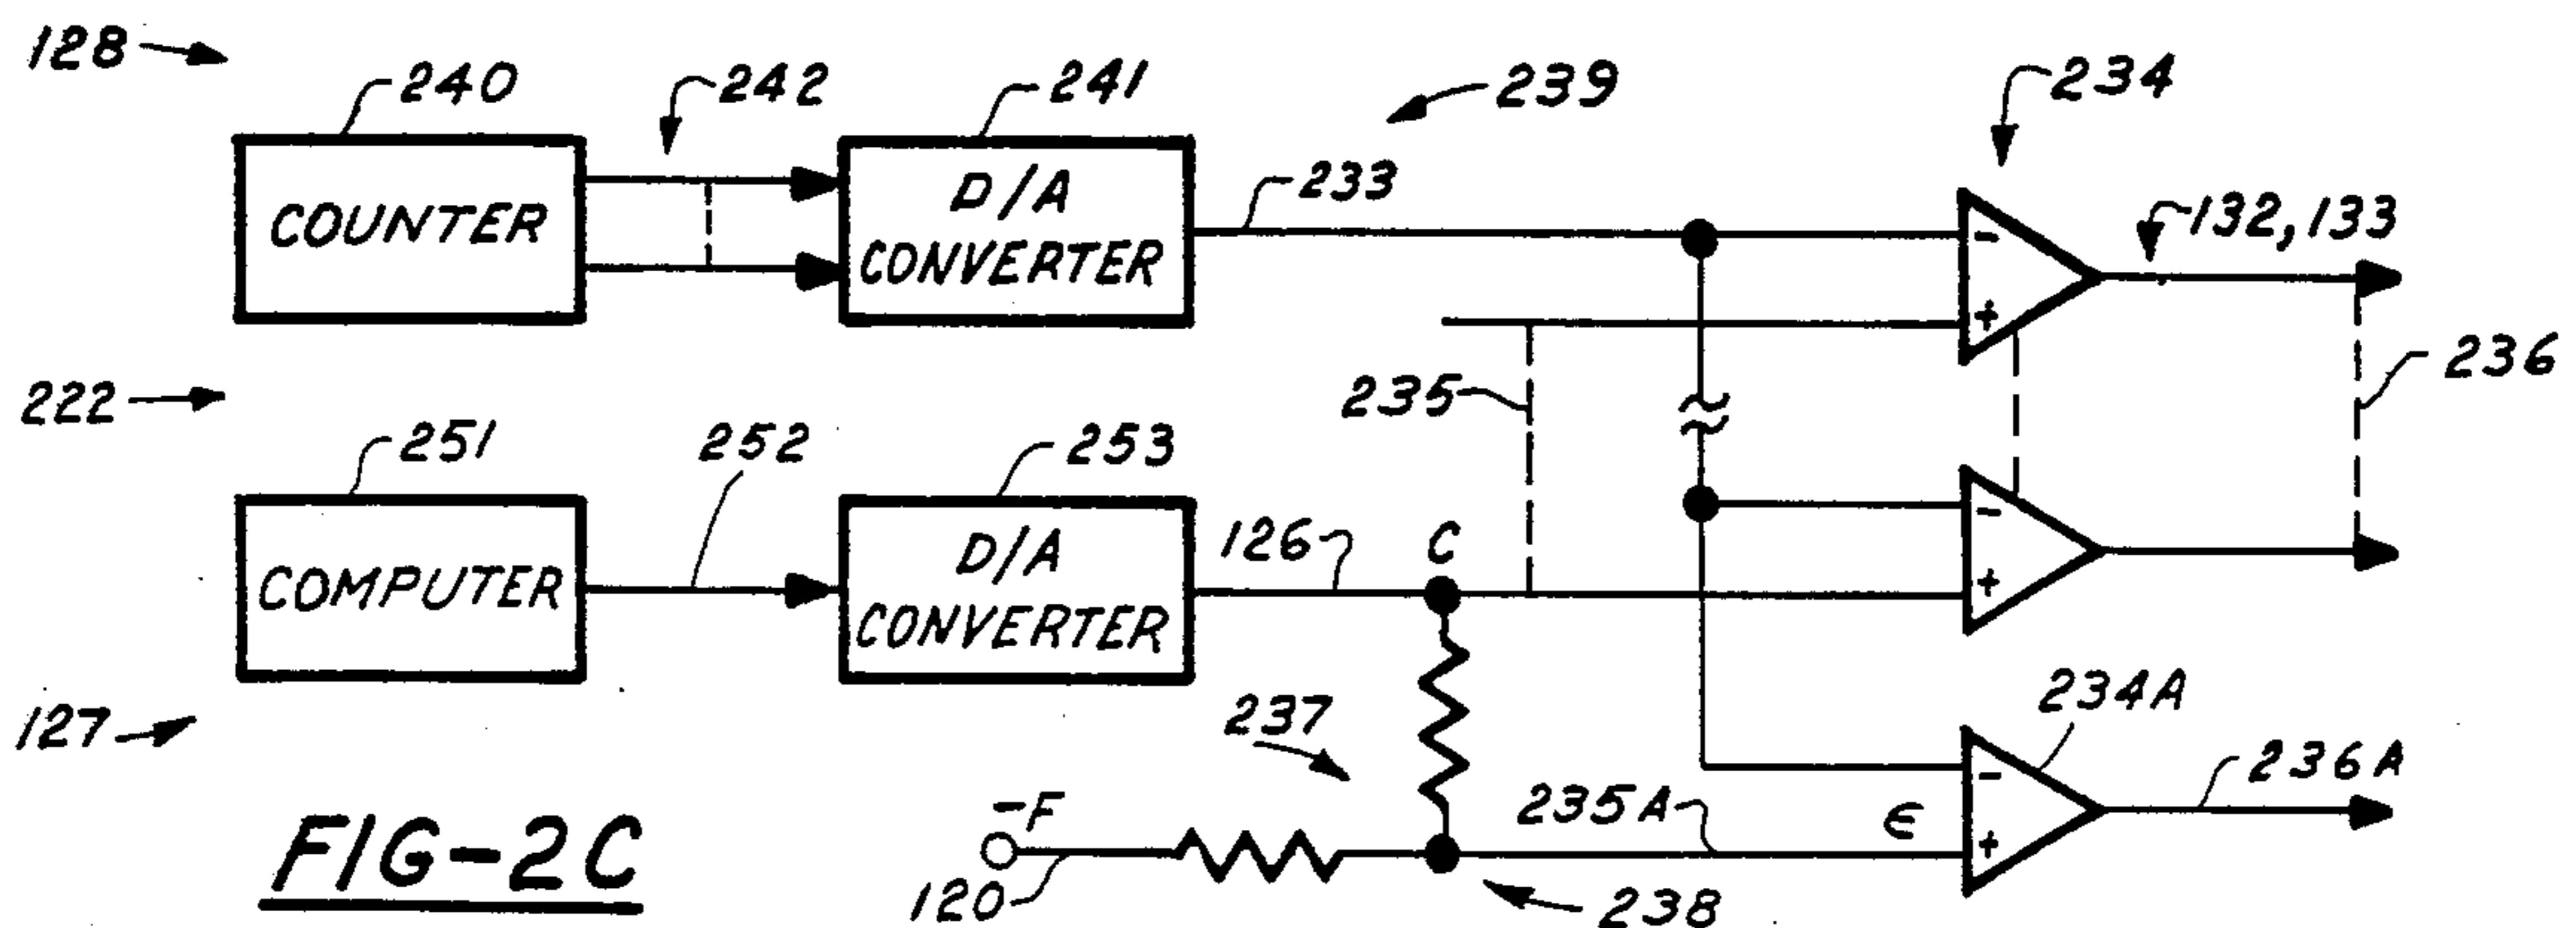 128
240
242
241
239
234
COUNTER
D/A
CONVERTER
233
-
+
132,133
235
236
222
251
252
253
COMPUTER
D/A
CONVERTER
126
C
-
+
127
237
234A
-F
120
235A
ϵ
-
+
236A
238
FIG-2C